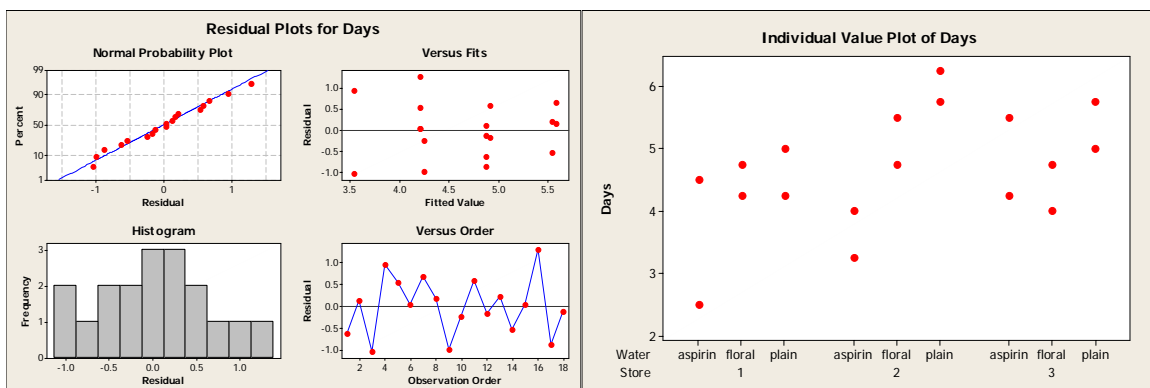 Residual Plots for Days
Normal Probability Plot
99
90
50
10
1
Percent
-1 0 1
Residual
Versus Fits
1.0
0.5
0.0
-0.5
-1.0
Residual
3.5 4.0 4.5 5.0 5.5
Fitted Value
Histogram
3
2
1
0
Frequency
-1.0 -0.5 0.0 0.5 1.0
Residual
Versus Order
1.0
0.5
0.0
-0.5
-1.0
Residual
2 4 6 8 10 12 14 16 18
Observation Order
Individual Value Plot of Days
6
5
4
3
2
Days
Water aspirin floral plain aspirin floral plain aspirin floral plain
Store 1 2 3